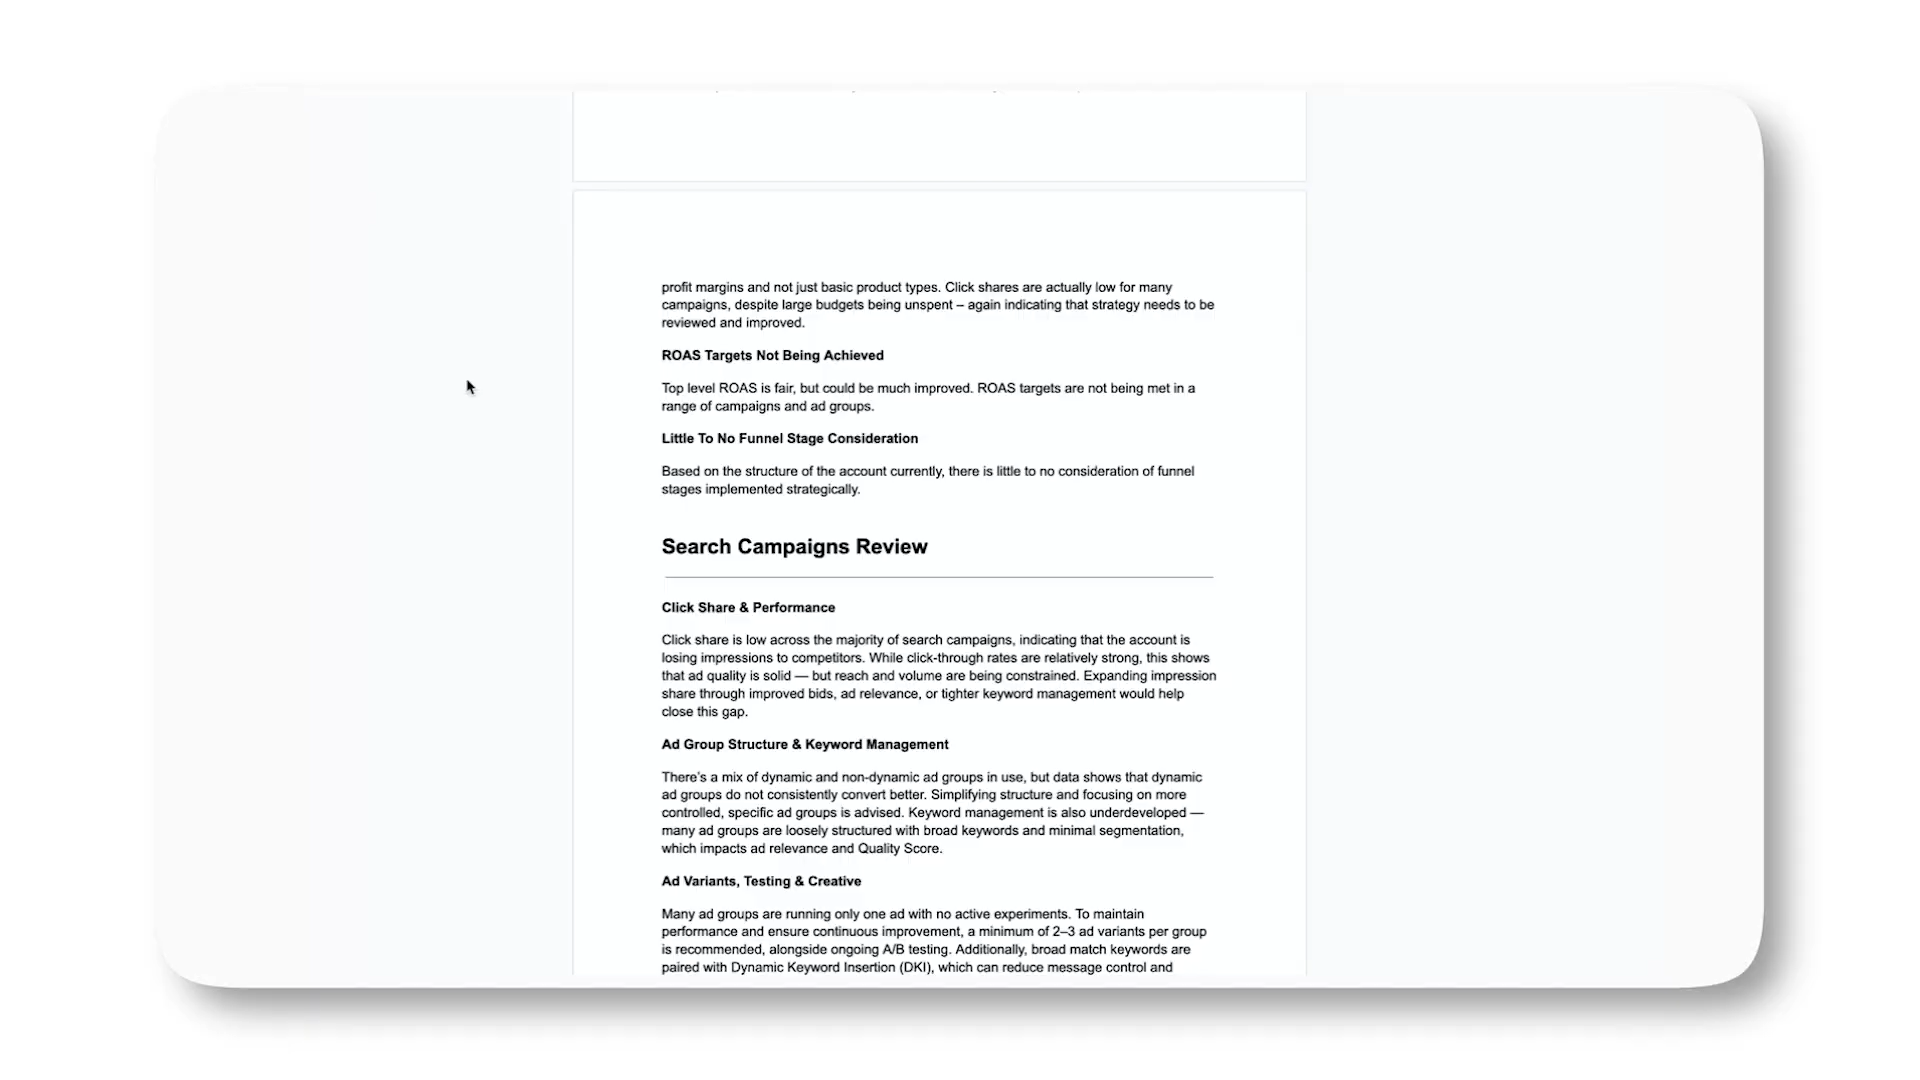 profit margins and not just basic product types. Click shares are actually low for many
campaigns, despite large budgets being unspent – again indicating that strategy needs to be
reviewed and improved.
ROAS Targets Not Being Achieved
Top level ROAS is fair, but could be much improved. ROAS targets are not being met in a
range of campaigns and ad groups.
Little To No Funnel Stage Consideration
Based on the structure of the account currently, there is little to no consideration of funnel
stages implemented strategically.
Search Campaigns Review
Click Share & Performance
Click share is low across the majority of search campaigns, indicating that the account is
losing impressions to competitors. While click-through rates are relatively strong, this shows
that ad quality is solid — but reach and volume are being constrained. Expanding impression
share through improved bids, ad relevance, or tighter keyword management would help
close this gap.
Ad Group Structure & Keyword Management
There's a mix of dynamic and non-dynamic ad groups in use, but data shows that dynamic
ad groups do not consistently convert better. Simplifying structure and focusing on more
controlled, specific ad groups is advised. Keyword management is also underdeveloped —
many ad groups are loosely structured with broad keywords and minimal segmentation,
which impacts ad relevance and Quality Score.
Ad Variants, Testing & Creative
Many ad groups are running only one ad with no active experiments. To maintain
performance and ensure continuous improvement, a minimum of 2–3 ad variants per group
is recommended, alongside ongoing A/B testing. Additionally, broad match keywords are
paired with Dynamic Keyword Insertion (DKI), which can reduce message control and